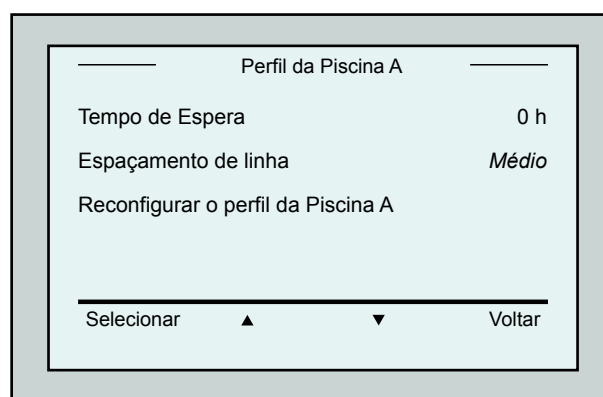 Perfil da Piscina A
Tempo de Espera 0 h
Espaçamento de linha Médio
Reconfigurar o perfil da Piscina A
Selecionar ▲ ▼ Voltar